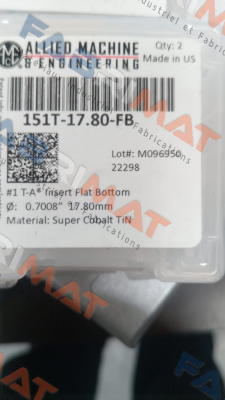 ALLIED MACHINE
& ENGINEERING
Qty: 2
Made in US
151T-17.80-FB
Lot#: M096950
22298
#1 T-A® Insert Flat Bottom
Ø: 0.7008" 17.80mm
Material: Super Cobalt TiN
FABRIMAT